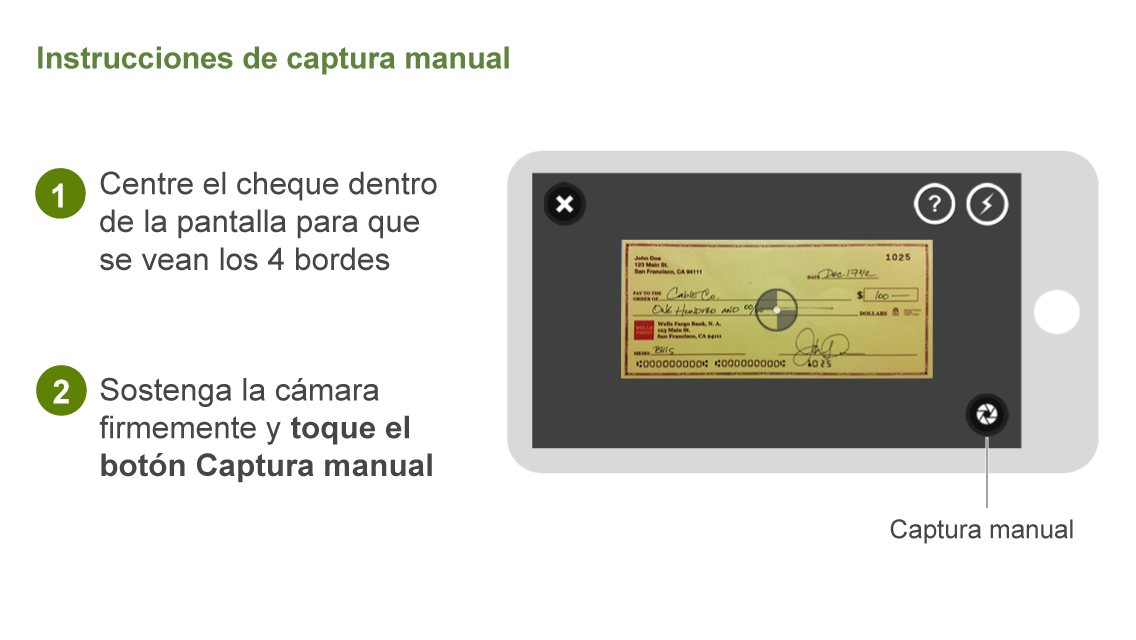 Instrucciones de captura manual
1
Centre el cheque dentro
de la pantalla para que
se vean los 4 bordes
2
Sostenga la cámara
firmemente y toque el
botón Captura manual
?
John Doe
123 Main St.
San Francisco, CA 94111
1025
DATE Dec. 17
PAY TO THE
ORDER OF Cable Co.
$ 100
One Hundred and 00/
DOLLARS
WELLS
FARGO
Wells Fargo Bank, N. A.
123 Main St.
San Francisco, CA 94111
MEMO Bills
⑆000000000⑆ ⑆000000000⑆ 1025
Captura manual